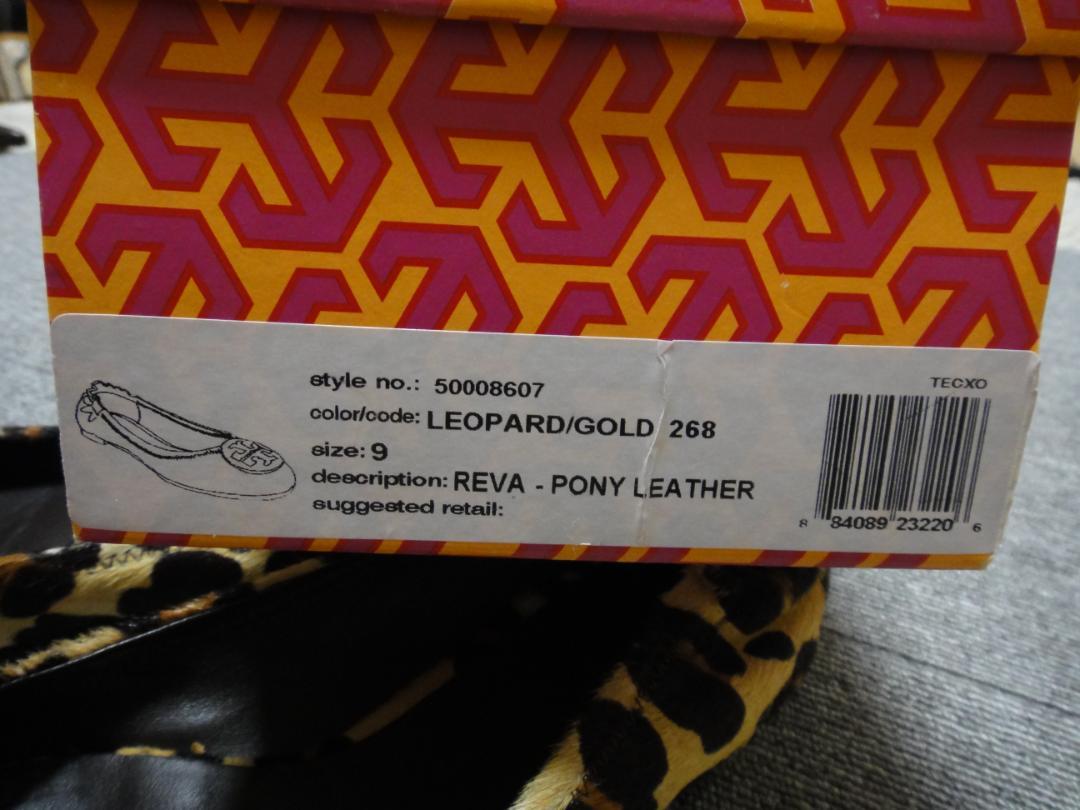 TECXO
style no.: 50008607
color/code: LEOPARD/GOLD 268
size: 9
description: REVA - PONY LEATHER
suggested retail:
8 84089 23220 6